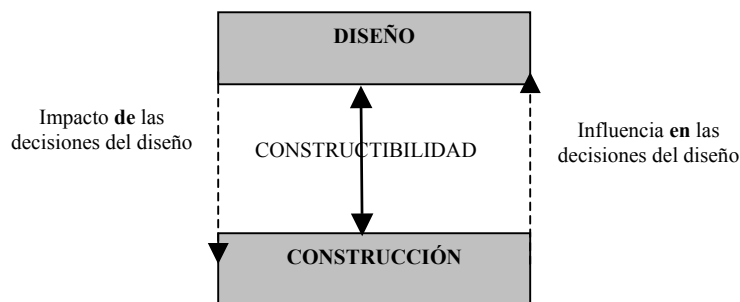 DISEÑO
Impacto de las
decisiones del diseño
CONSTRUCTIBILIDAD
Influencia en las
decisiones del diseño
CONSTRUCCIÓN